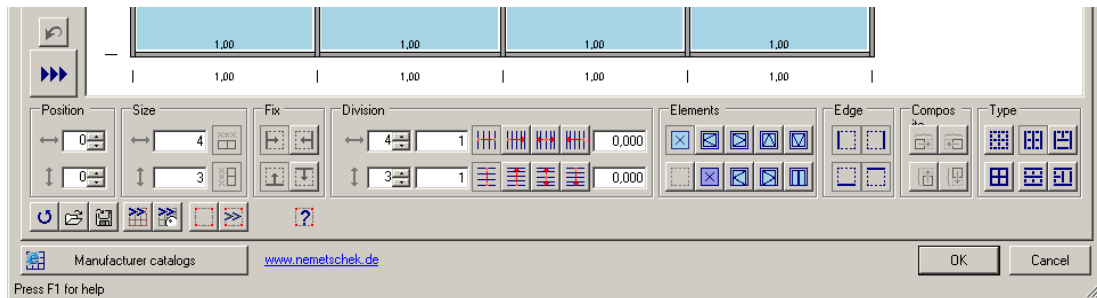 1,00 1,00 1,00 1,00
1,00 1,00 1,00 1,00
Position Size Fix Division Elements Edge Compos Type
0 4 4 1 0,000
0 3 3 1 0,000
Manufacturer catalogs www.nemetschek.de OK Cancel
Press F1 for help